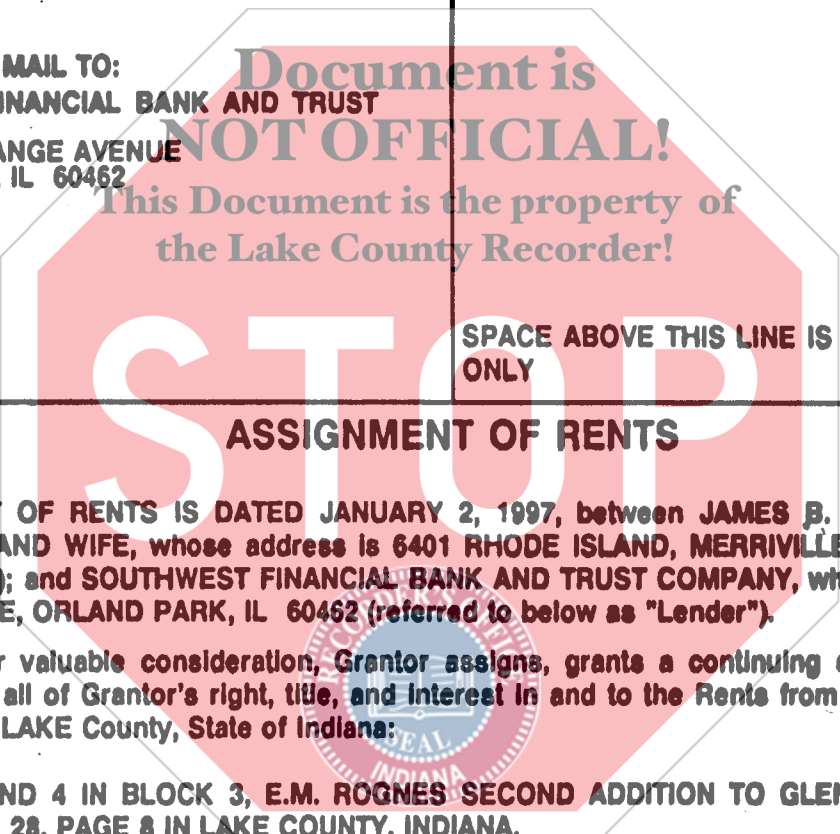 MAIL TO:
INANCIAL BANK AND TRUST
ANGE AVENUE
IL 60462
Document is
NOT OFFICIAL!
This Document is the property of
the Lake County Recorder!
STOP
SPACE ABOVE THIS LINE IS
ONLY
ASSIGNMENT OF RENTS
OF RENTS IS DATED JANUARY 2, 1997, between JAMES B.
AND WIFE, whose address is 6401 RHODE ISLAND, MERRIVILLE
); and SOUTHWEST FINANCIAL BANK AND TRUST COMPANY, wh
E, ORLAND PARK, IL 60462 (referred to below as "Lender").
r valuable consideration, Grantor assigns, grants a continuing
all of Grantor's right, title, and interest in and to the Rents from
LAKE County, State of Indiana:
RECORDER'S OFFICE
SEAL
INDIANA
ND 4 IN BLOCK 3, E.M. ROGNES SECOND ADDITION TO GLEN
28, PAGE 8 IN LAKE COUNTY, INDIANA.